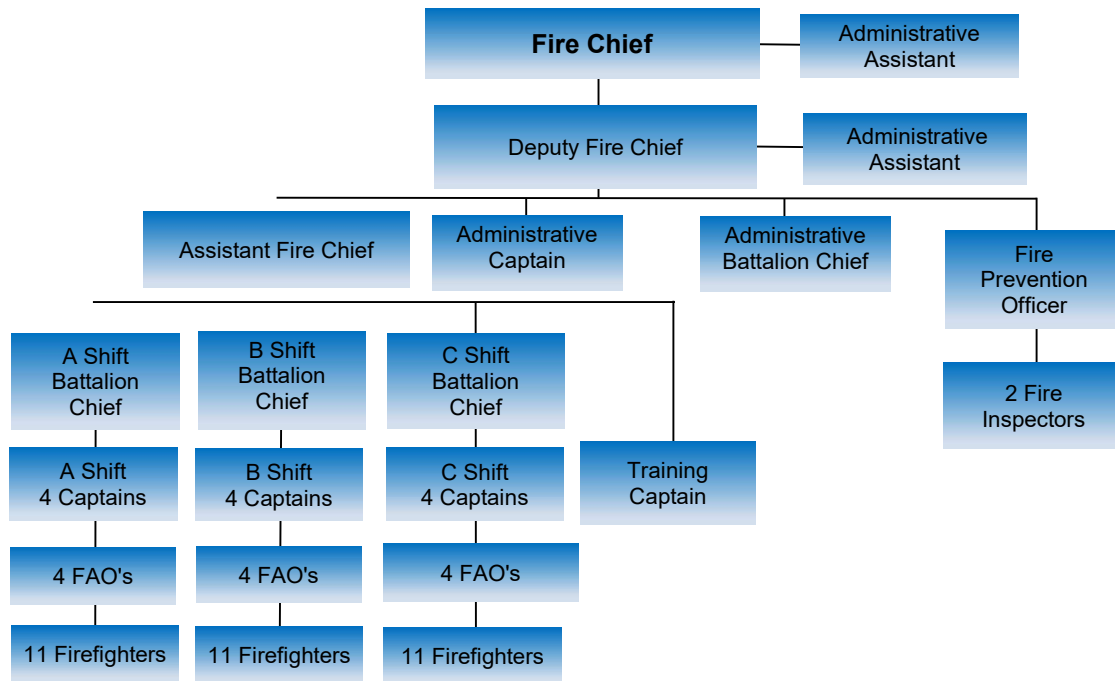 Fire Chief
Administrative
Assistant
Deputy Fire Chief
Administrative
Assistant
Assistant Fire Chief
Administrative
Captain
Administrative
Battalion Chief
Fire
Prevention
Officer
A Shift
Battalion
Chief
B Shift
Battalion
Chief
C Shift
Battalion
Chief
2 Fire
Inspectors
A Shift
4 Captains
B Shift
4 Captains
C Shift
4 Captains
Training
Captain
4 FAO's
4 FAO's
4 FAO's
11 Firefighters
11 Firefighters
11 Firefighters